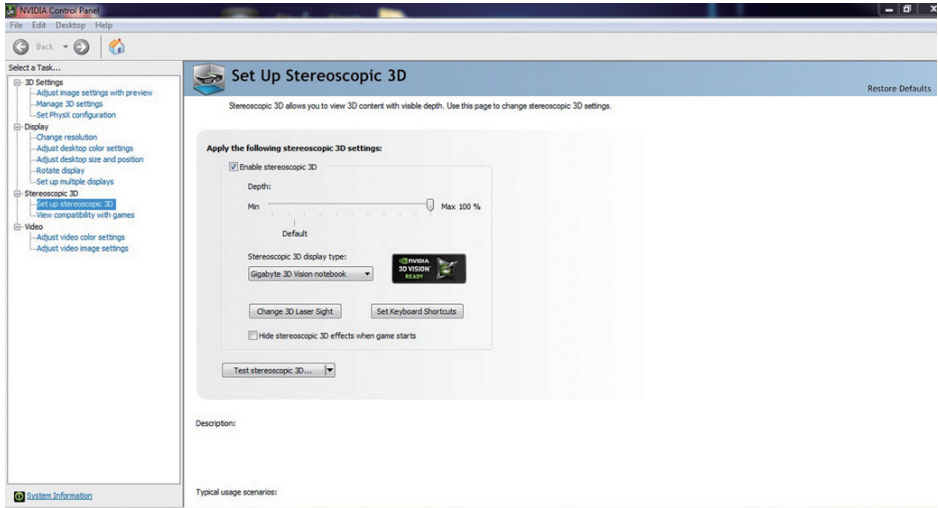 NVIDIA Control Panel
File Edit Desktop Help
Back
Select a Task...
3D Settings
Adjust image settings with preview
Manage 3D settings
Set PhysX configuration
Display
Change resolution
Adjust desktop color settings
Adjust desktop size and position
Rotate display
Set up multiple displays
Stereoscopic 3D
Set up stereoscopic 3D
View compatibility with games
Video
Adjust video color settings
Adjust video image settings
System Information
Set Up Stereoscopic 3D
Restore Defaults
Stereoscopic 3D allows you to view 3D content with visible depth. Use this page to change stereoscopic 3D settings.
Apply the following stereoscopic 3D settings:
Enable stereoscopic 3D
Depth:
Min Max 100 %
Default
Stereoscopic 3D display type:
Gigabyte 3D Vision notebook
NVIDIA
3D VISION
READY
Change 3D Laser Sight Set Keyboard Shortcuts
Hide stereoscopic 3D effects when game starts
Test stereoscopic 3D...
Description:
Typical usage scenarios: